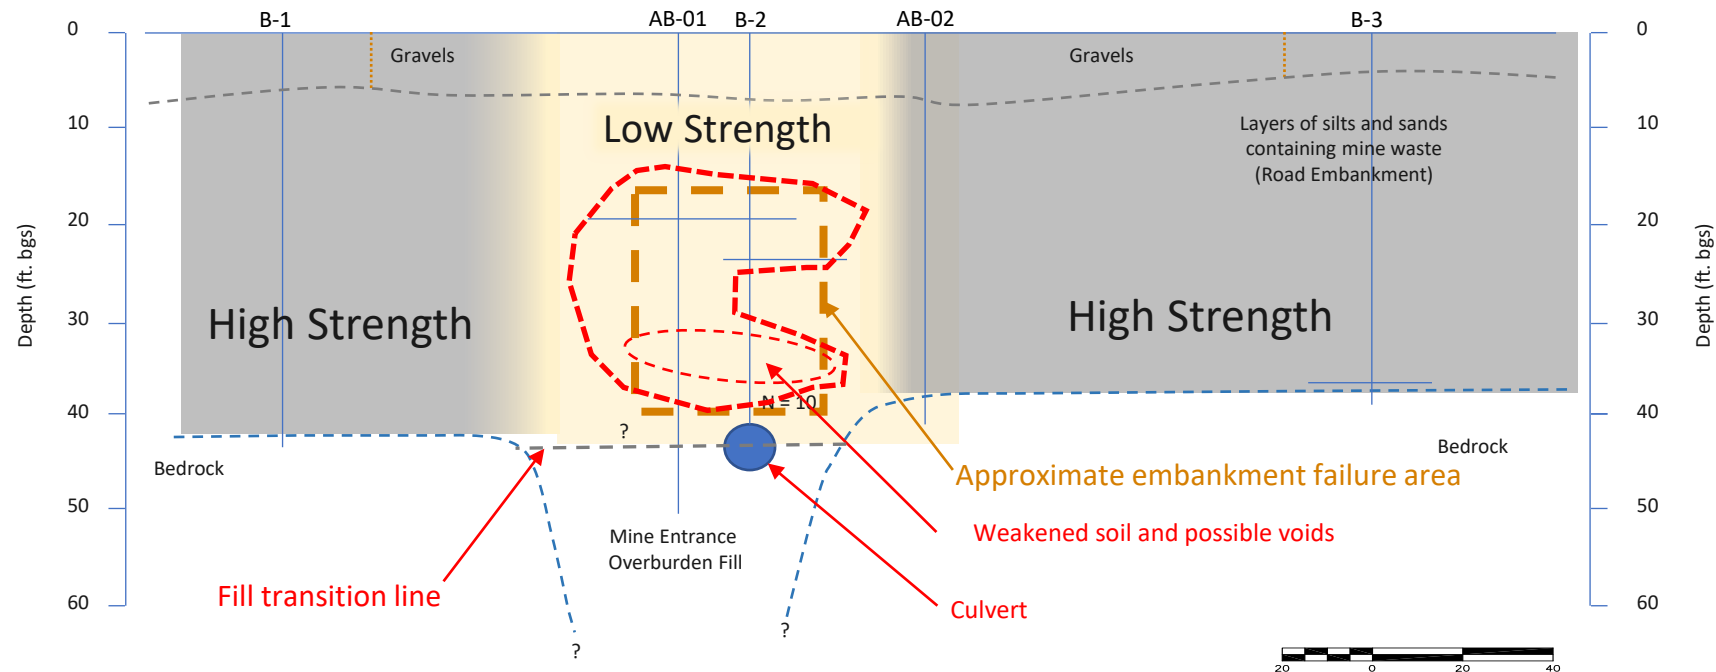 B-1
AB-01
B-2
AB-02
B-3
0
0
Gravels
Gravels
10
Low Strength
Layers of silts and sands
containing mine waste
(Road Embankment)
10
20
20
Depth (ft. bgs)
Depth (ft. bgs)
30
High Strength
High Strength
30
40
N = 10
40
?
Bedrock
Bedrock
Approximate embankment failure area
50
50
Mine Entrance
Overburden Fill
Weakened soil and possible voids
60
Fill transition line
Culvert
60
?
?
20
0
20
40